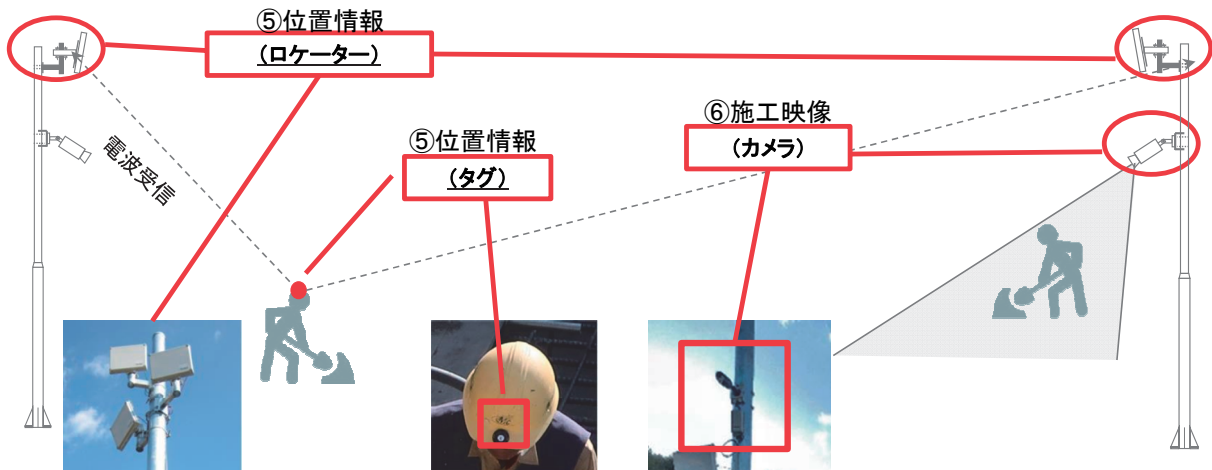 ⑤位置情報
(ロケーター)
電波受信
⑤位置情報
(タグ)
⑥施工映像
(カメラ)